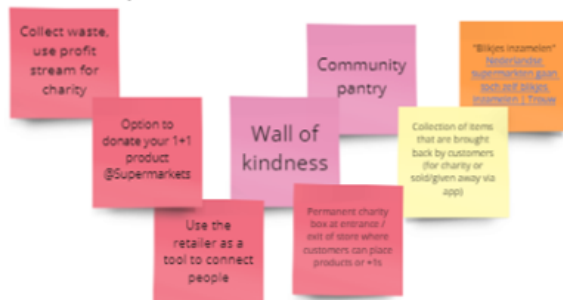 Collect waste,
use profit
stream for
charity
Option to
donate your 1+1
product
@Supermarkets
Use the
retailer as a
tool to connect
people
Wall of
kindness
Community
pantry
Permanent charity
box at entrance /
exit of store where
customers can place
products or +1s
Collection of items
that are brought
back by customers
(for charity or
sold/given away via
app)
"Blikjes inzamelen"
Nederlandse
supermarkten gaan
toch zelf blikjes
inzamelen | Trouw